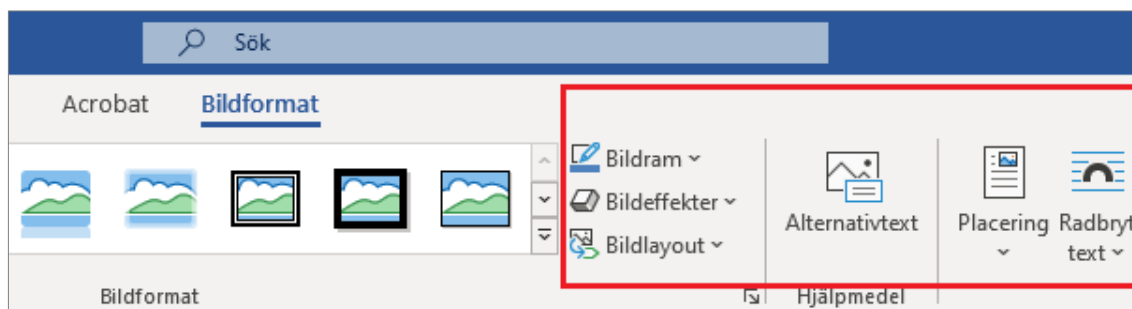 Sök
Acrobat Bildformat
Bildram
Bildeffekter
Bildlayout
Alternativtext
Placering
Radbryt
text
Bildformat
Hjälpmedel